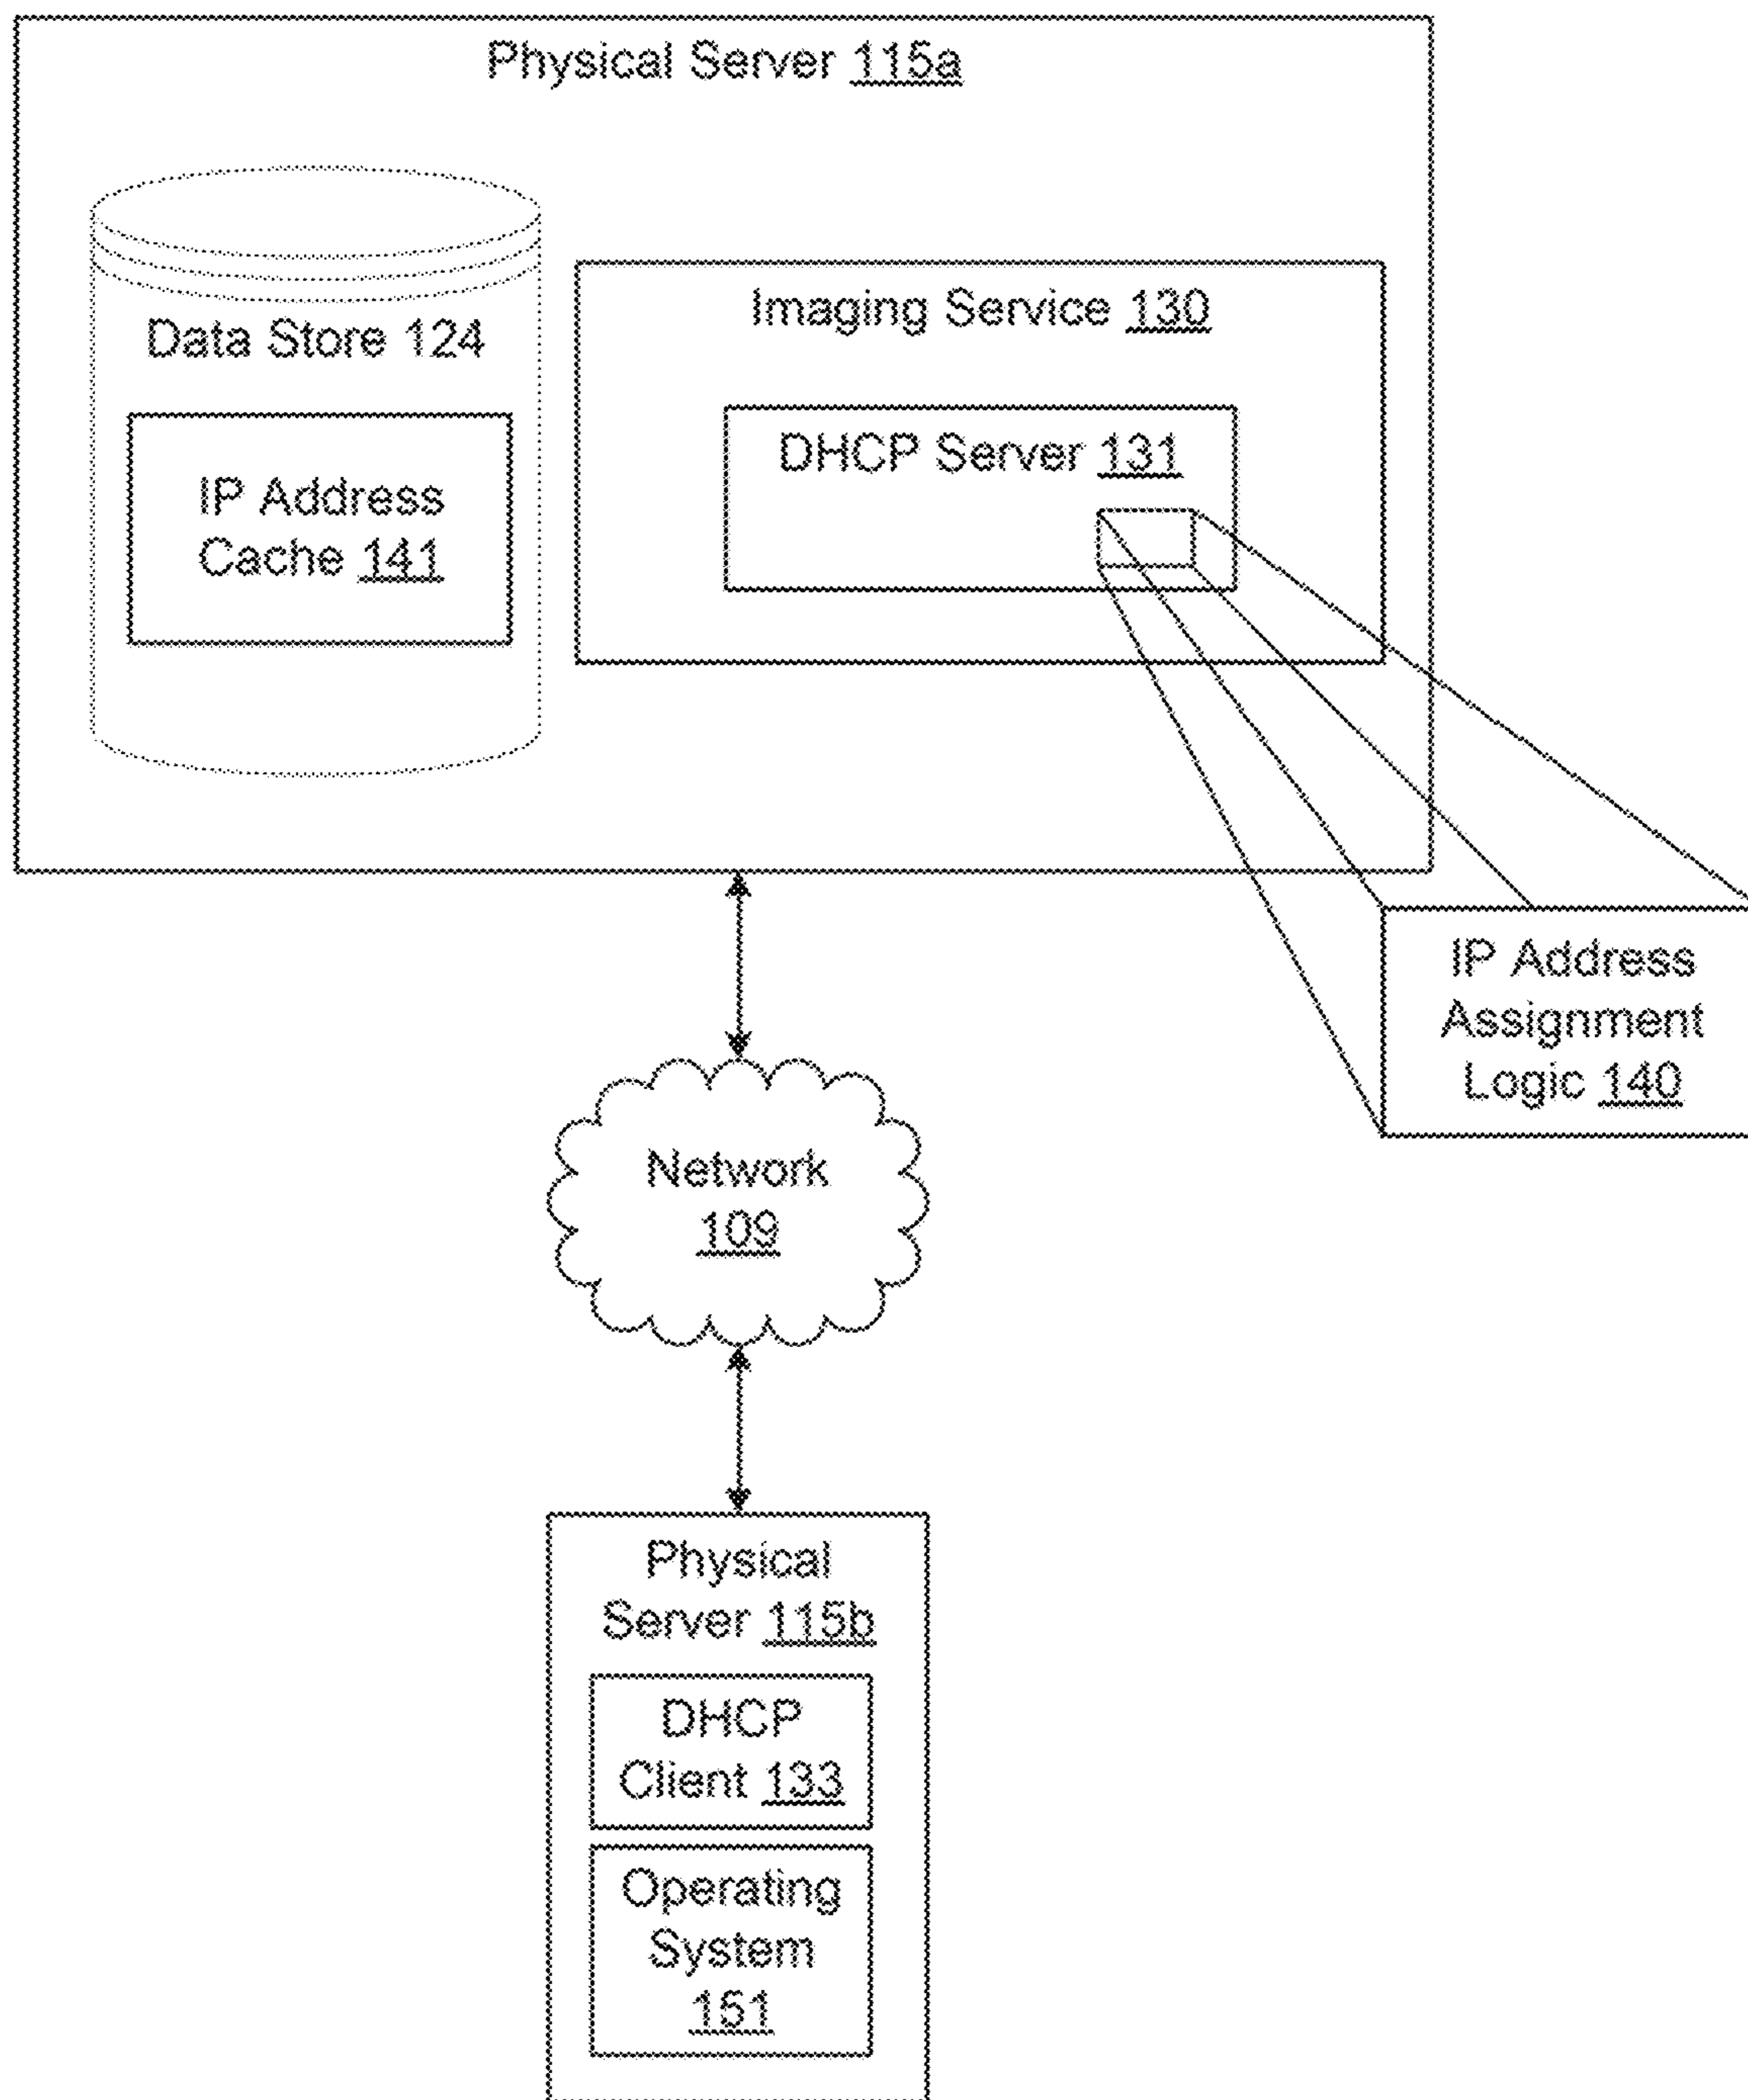 Physical Server 115a
Data Store 124
IP Address
Cache 141
Imaging Service 130
DHCP Server 131
IP Address
Assignment
Logic 140
Network
109
Physical
Server 115b
DHCP
Client 133
Operating
System
151